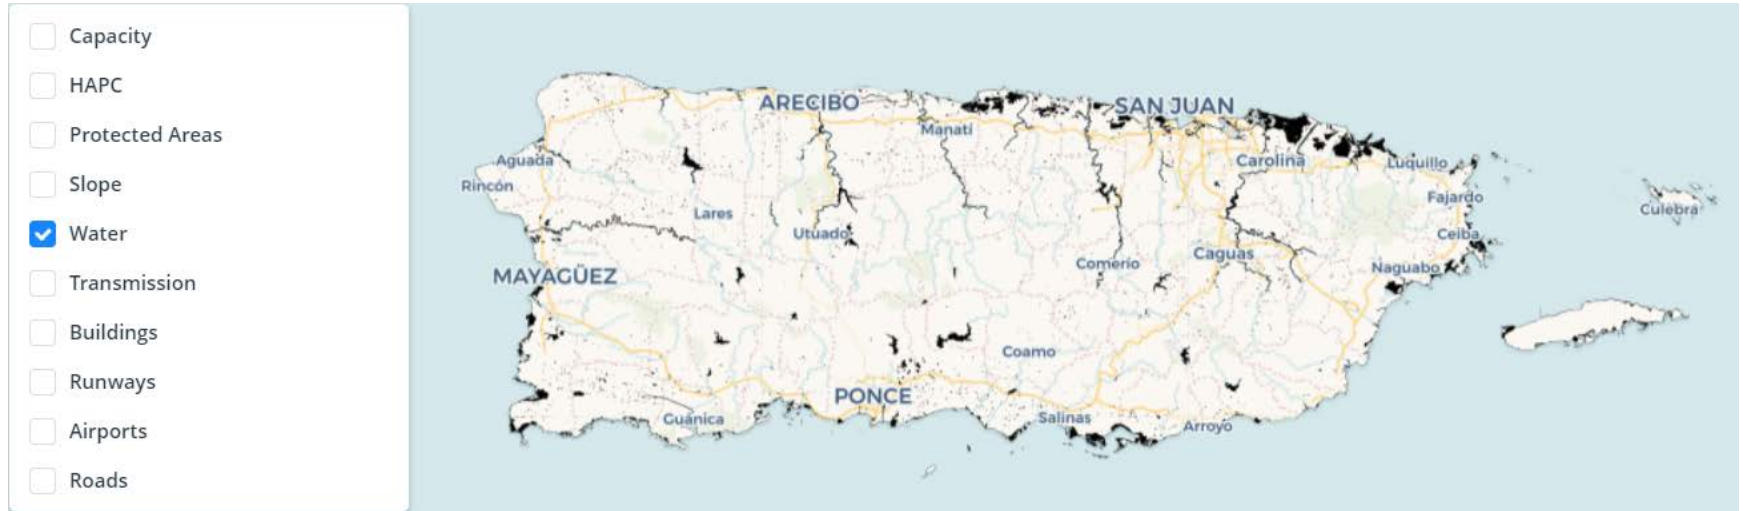 Capacity
HAPC
Protected Areas
Slope
Water
Transmission
Buildings
Runways
Airports
Roads
ARECIBO
SAN JUAN
Manatí
Aguada
Carolina
Luquillo
Rincón
Fajardo
Lares
Culebra
Utuado
Ceiba
Caguas
Comerío
MAYAGÜEZ
Naguabo
Coamo
PONCE
Guánica
Salinas
Arroyo